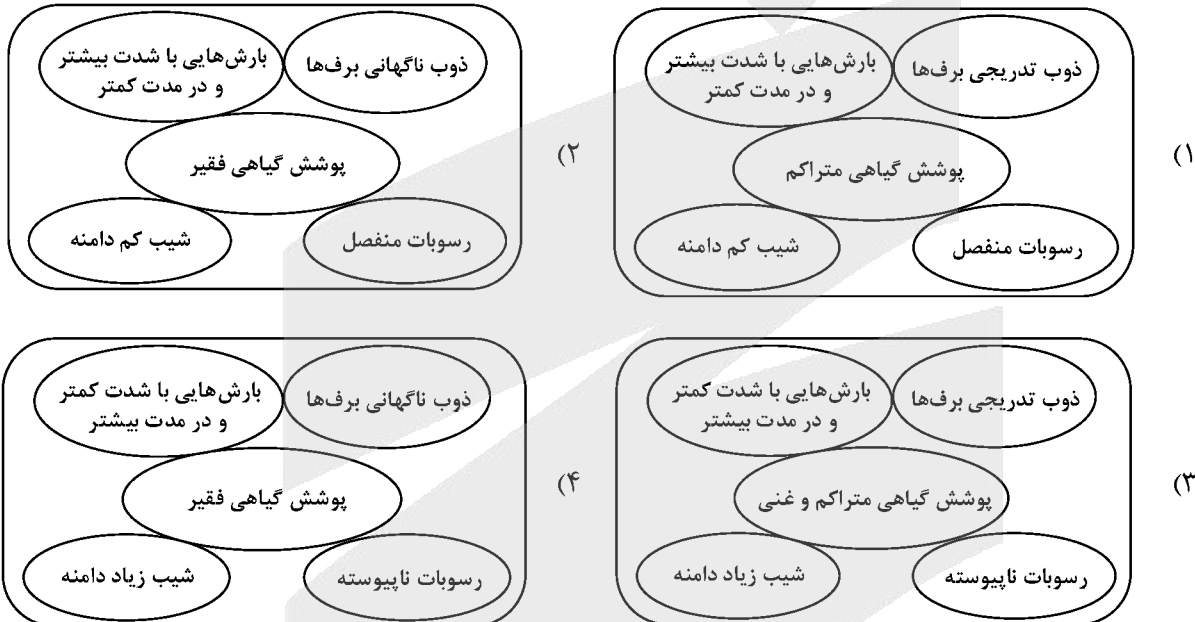 ۱)
ذوب تدریجی برف‌ها
بارش‌هایی با شدت بیشتر
و در مدت کمتر
پوشش گیاهی متراکم
رسوبات منفصل
شیب کم دامنه
۲)
ذوب ناگهانی برف‌ها
بارش‌هایی با شدت بیشتر
و در مدت کمتر
پوشش گیاهی فقیر
رسوبات منفصل
شیب کم دامنه
۳)
ذوب تدریجی برف‌ها
بارش‌هایی با شدت کمتر
و در مدت بیشتر
پوشش گیاهی متراکم و غنی
رسوبات ناپیوسته
شیب زیاد دامنه
۴)
ذوب ناگهانی برف‌ها
بارش‌هایی با شدت کمتر
و در مدت بیشتر
پوشش گیاهی فقیر
رسوبات ناپیوسته
شیب زیاد دامنه